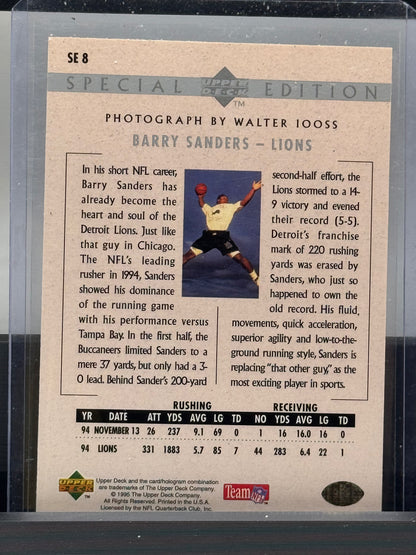 SE 8
SPECIAL UPPER DECK EDITION
TM
PHOTOGRAPH BY WALTER IOOSS
BARRY SANDERS – LIONS
In his short NFL career,
Barry Sanders has
already become the
heart and soul of the
Detroit Lions. Just like
that guy in Chicago.
The NFL's leading
rusher in 1994, Sanders
showed his dominance
of the running game
with his performance versus
Tampa Bay. In the first half, the
Buccaneers limited Sanders to a
mere 37 yards, but only had a 3-
0 lead. Behind Sander's 200-yard
second-half effort, the
Lions stormed to a 14-
9 victory and evened
their record (5-5).
Detroit's franchise
mark of 220 rushing
yards was erased by
Sanders, who just so
happened to own the
old record. His fluid,
movements, quick acceleration,
superior agility and low-to-the-
ground running style, Sanders is
replacing "that other guy," as the
most exciting player in sports.
RUSHING RECEIVING
YR DATE ATT YDS AVG LG TD NO YDS AVG LG TD
94 NOVEMBER 13 26 237 9.1 69 0 1 16 16.0 16 0
94 LIONS 331 1883 5.7 85 7 44 283 6.4 22 1
UPPER DECK
TM
Upper Deck and the card/hologram combination
are trademarks of The Upper Deck Company.
© 1995 The Upper Deck Company.
All Rights Reserved. Printed in the U.S.A.
Licensed by the NFL Quarterback Club, Inc.
Team NFL